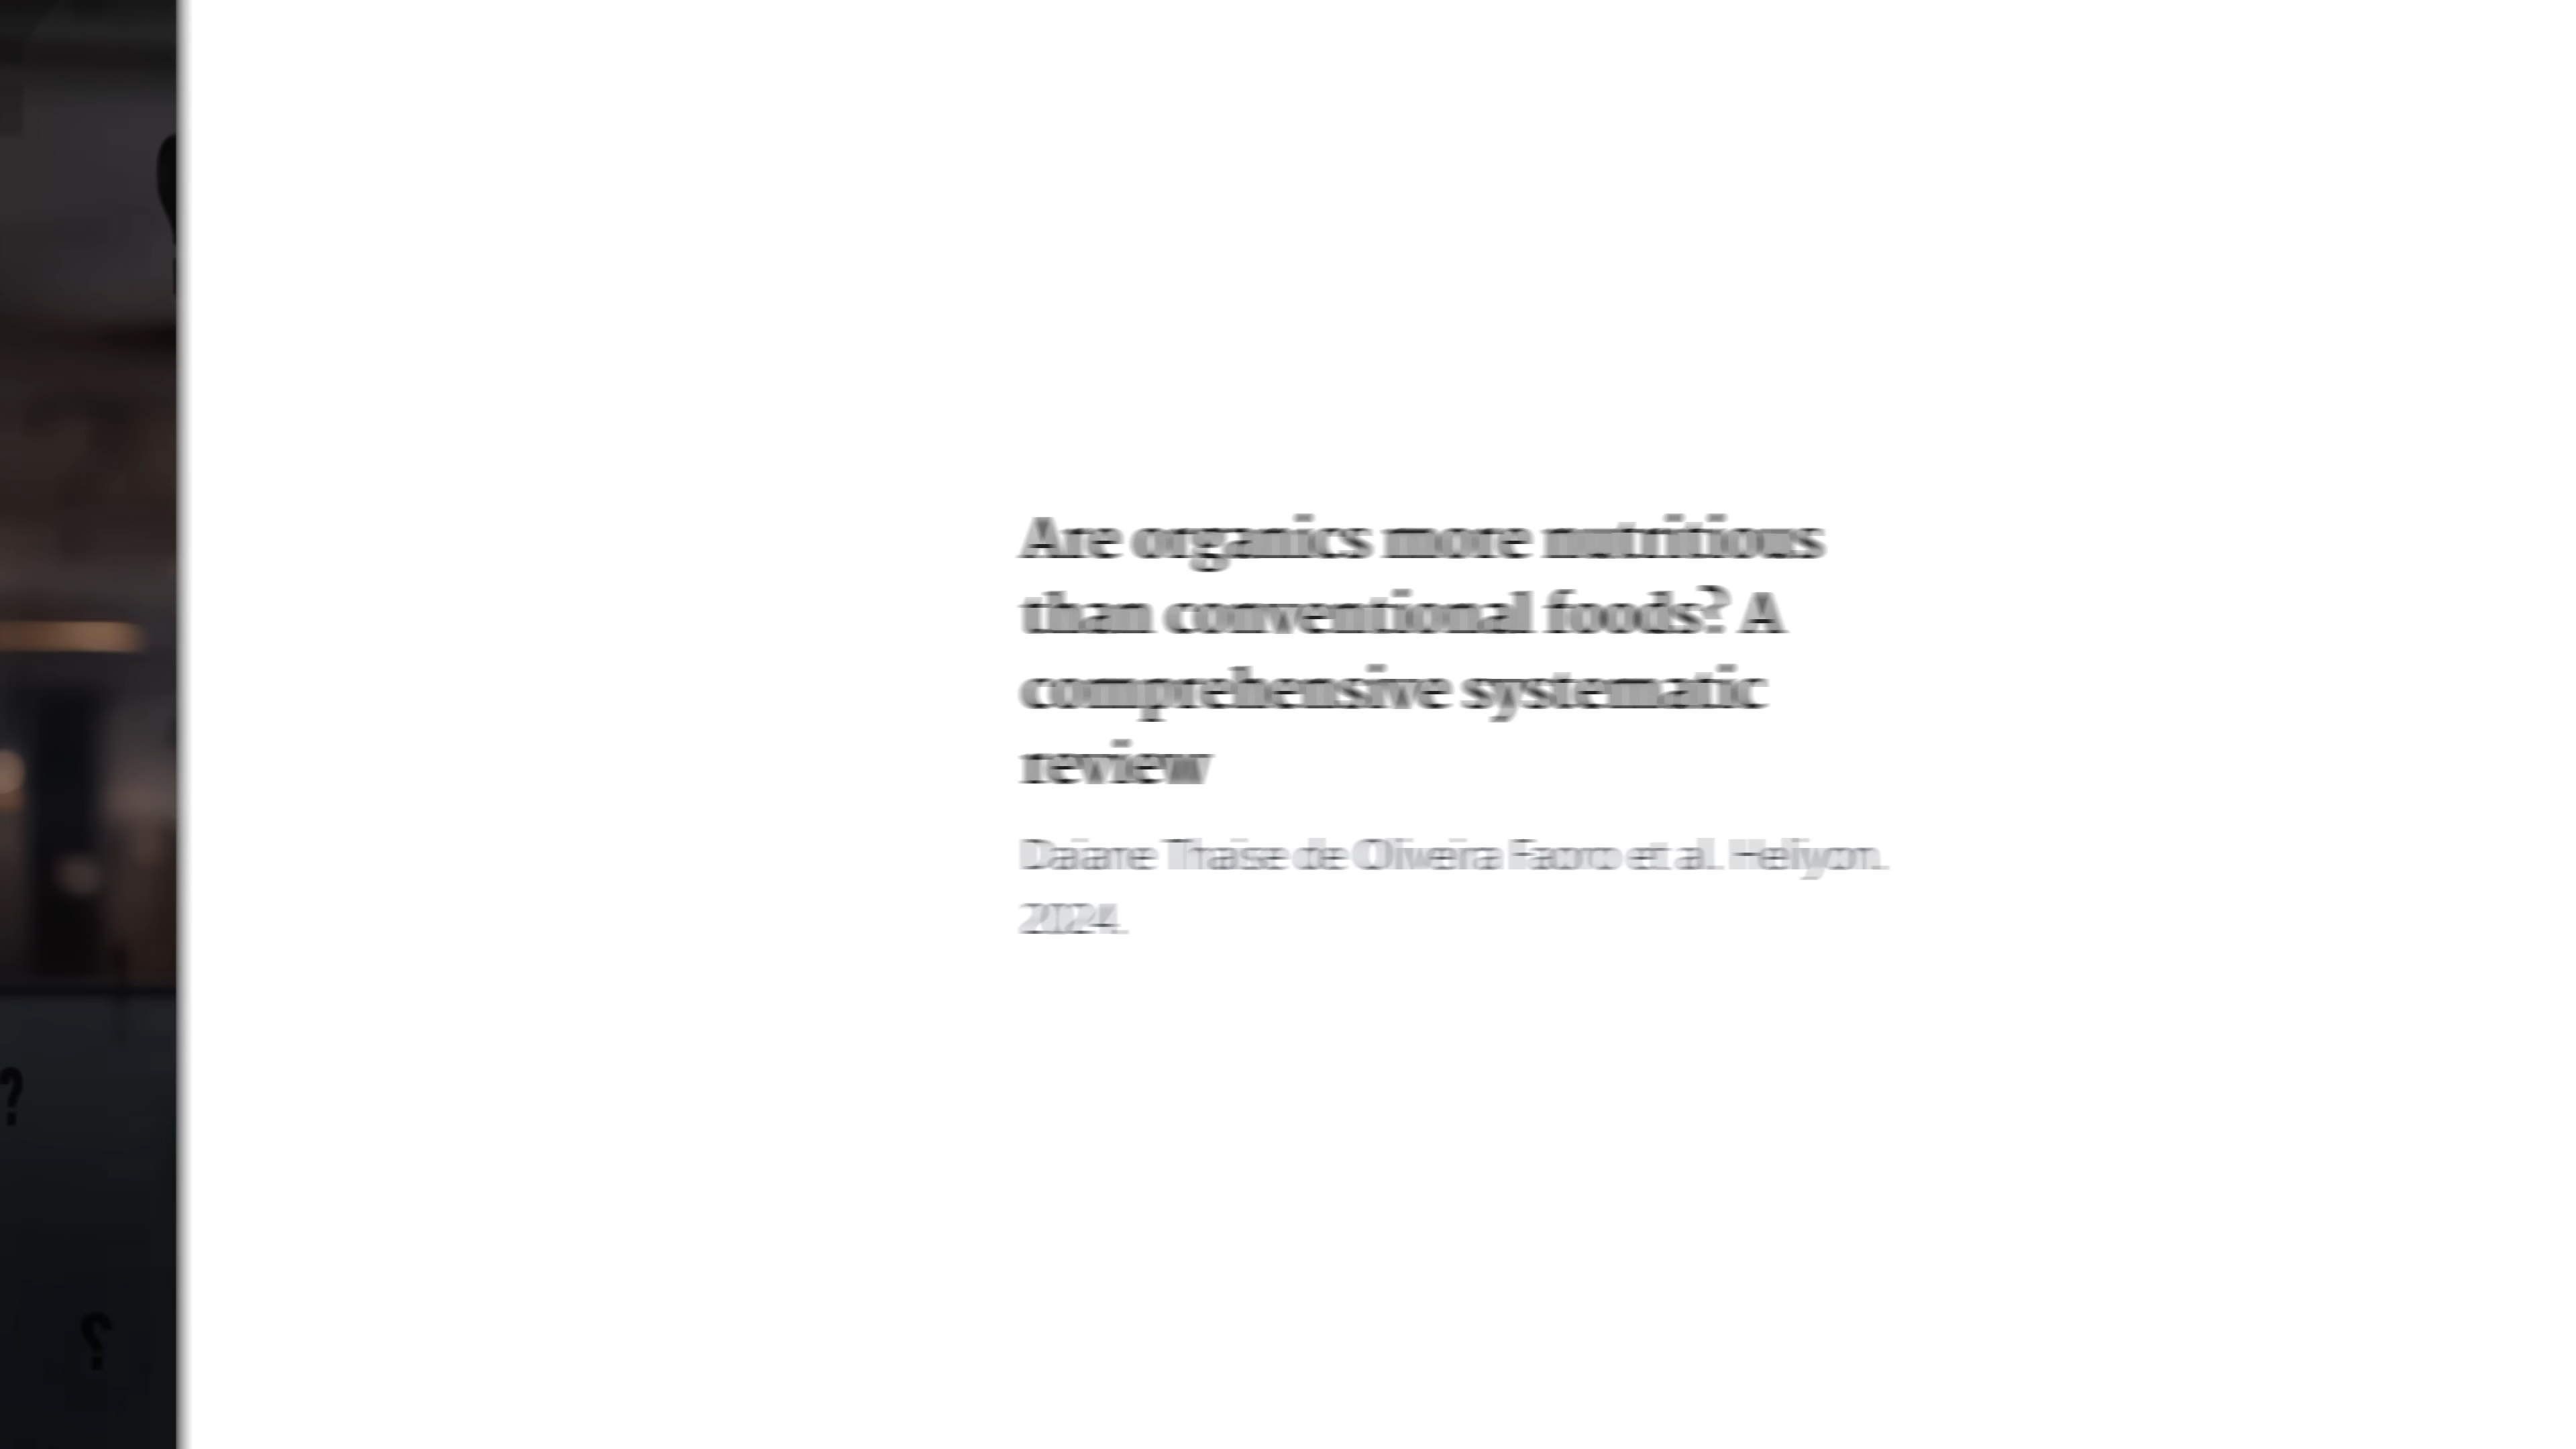 Are organics more nutritious
than conventional foods? A
comprehensive systematic
review
Daiane Thaise de Oliveira Faoro et al. Heliyon.
2024.
?
?